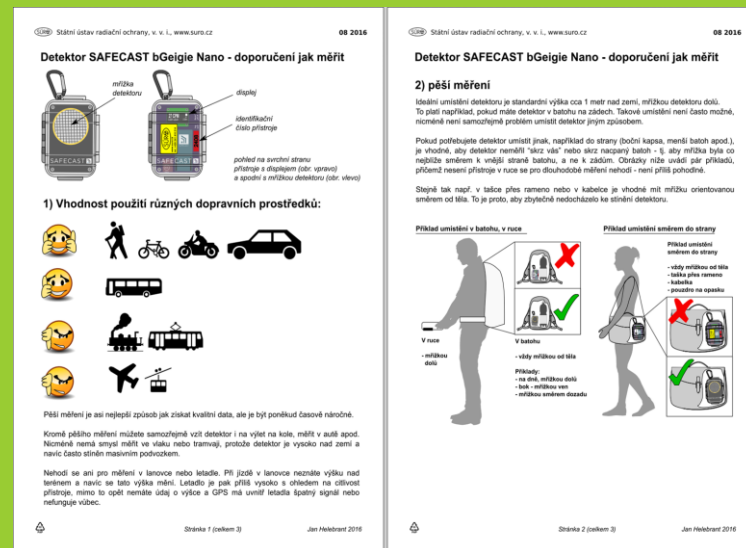 SÚRO Státní ústav radiační ochrany, v. v. i., www.suro.cz 08 2016
Detektor SAFECAST bGeigie Nano - doporučení jak měřit
mřížka
detektoru
displej
identifikační
číslo přístroje
SAFECAST
SAFECAST
pohled na svrchní stranu
přístroje s displejem (obr. vpravo)
a spodní s mřížkou detektoru (obr. vlevo)
1) Vhodnost použití různých dopravních prostředků:
Pěší měření je asi nejlepší způsob jak získat kvalitní data, ale je být poněkud časově náročné.
Kromě pěšího měření můžete samozřejmě vzít detektor i na výlet na kole, měřit v autě apod.
Nicméně nemá smysl měřit ve vlaku nebo tramvaji, protože detektor je vysoko nad zemí a
navíc často stíněn masivním podvozkem.
Nehodí se ani pro měření v lanovce nebo letadle. Při jízdě v lanovce neznáte výšku nad
terénem a navíc se tato výška mění. Letadlo je pak příliš vysoko s ohledem na citlivost
přístroje, mimo to opět nemáte údaj o výšce a GPS má uvnitř letadla špatný signál nebo
nefunguje vůbec.
Stránka 1 (celkem 3) Jan Helebrant 2016
SÚRO Státní ústav radiační ochrany, v. v. i., www.suro.cz 08 2016
Detektor SAFECAST bGeigie Nano - doporučení jak měřit
2) pěší měření
Ideální umístění detektoru je standardní výška cca 1 metr nad zemí, mřížkou detektoru dolů.
To platí například, pokud máte detektor v batohu na zádech. Takové umístění není často možné,
nicméně není samozřejmě problém umístit detektor jiným způsobem.
Pokud potřebujete detektor umístit jinak, například do strany (boční kapsa, menší batoh apod.),
je vhodné, aby detektor neměřil "skrz vás" nebo skrz nacpaný batoh - tj. aby mřížka byla co
nejblíže směrem k vnější straně batohu, a ne k zádům. Obrázky níže uvádí pár příkladů,
přičemž nesení přístroje v ruce se pro dlouhodobé měření nehodí - není příliš pohodlné.
Stejně tak např. v tašce přes rameno nebo v kabelce je vhodné mít mřížku orientovanou
směrem od těla. To je proto, aby zbytečně nedocházelo ke stínění detektoru.
Příklad umístění v batohu, v ruce
V ruce
- mřížkou
dolů
V batohu
- vždy mřížkou od těla
Příklady:
- na dně, mřížkou dolů
- bok - mřížkou ven
- mřížkou směrem dozadu
Příklad umístění směrem do strany
Příklad umístění
směrem do strany
- vždy mřížkou od těla
- taška přes rameno
- kabelka
- pouzdro na opasku
Stránka 2 (celkem 3) Jan Helebrant 2016